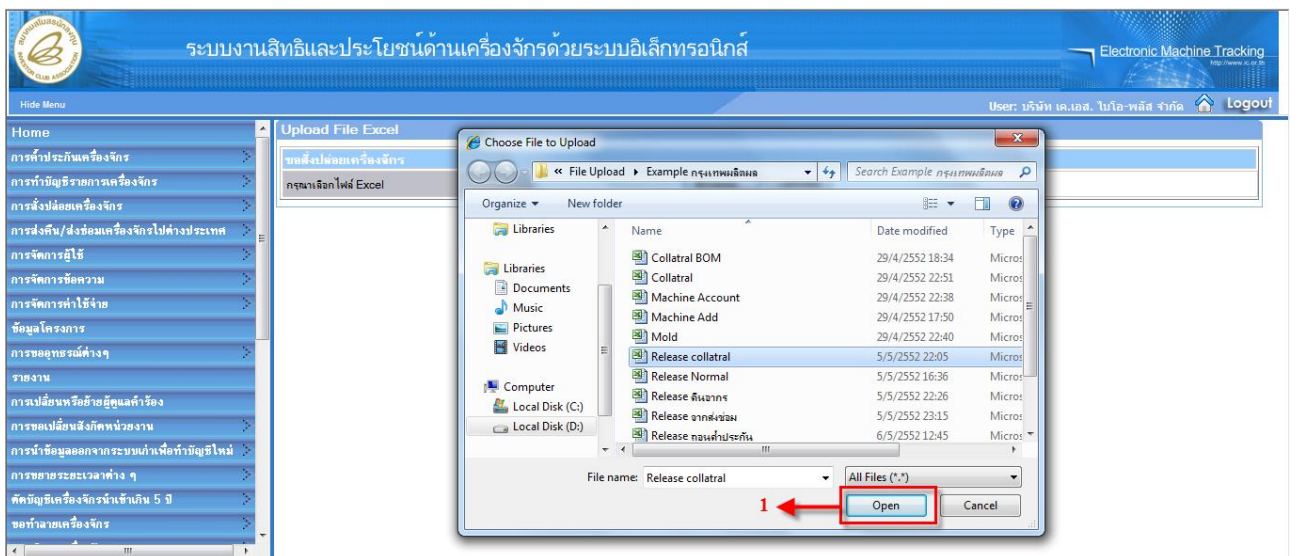 ระบบงานสิทธิและประโยชน์ด้านเครื่องจักรด้วยระบบอิเล็กทรอนิกส์
Electronic Machine Tracking
http://www.ic.or.th
INVESTOR CLUB ASSOCIATION
Hide Menu
User: บริษัท เค.เอส. ไบโอ-พลัส จำกัด
Logout
Home
การค้ำประกันเครื่องจักร
การทำบัญชีรายการเครื่องจักร
การสั่งปล่อยเครื่องจักร
การส่งคืน/ส่งซ่อมเครื่องจักรไปต่างประเทศ
การจัดการผู้ใช้
การจัดการข้อความ
การจัดการค่าใช้จ่าย
ข้อมูลโครงการ
การขออุทธรณ์ต่างๆ
รายงาน
การเปลี่ยนหรือย้ายผู้ดูแลคำร้อง
การขอเปลี่ยนสังกัดหน่วยงาน
การนำข้อมูลออกจากระบบเก่าเพื่อทำบัญชีใหม่
การขยายระยะเวลาต่าง ๆ
ตัดบัญชีเครื่องจักรนำเข้าเกิน 5 ปี
ขอทำลายเครื่องจักร
Upload File Excel
ขอสั่งปล่อยเครื่องจักร
กรุณาเลือกไฟล์ Excel
Choose File to Upload
« File Upload Example กรุงเทพผลิตผล
Search Example กรุงเทพผลิตผล
Organize New folder
Libraries
Libraries
Documents
Music
Pictures
Videos
Computer
Local Disk (C:)
Local Disk (D:)
Name Date modified Type
Collatral BOM 29/4/2552 18:34 Micros
Collatral 29/4/2552 22:51 Micros
Machine Account 29/4/2552 22:38 Micros
Machine Add 29/4/2552 17:50 Micros
Mold 29/4/2552 22:40 Micros
Release collatral 5/5/2552 22:05 Micros
Release Normal 5/5/2552 16:36 Micros
Release คืนอากร 5/5/2552 22:26 Micros
Release จากส่งซ่อม 5/5/2552 23:15 Micros
Release ถอนค้ำประกัน 6/5/2552 12:45 Micros
File name: Release collatral
All Files (*.*)
1
Open
Cancel